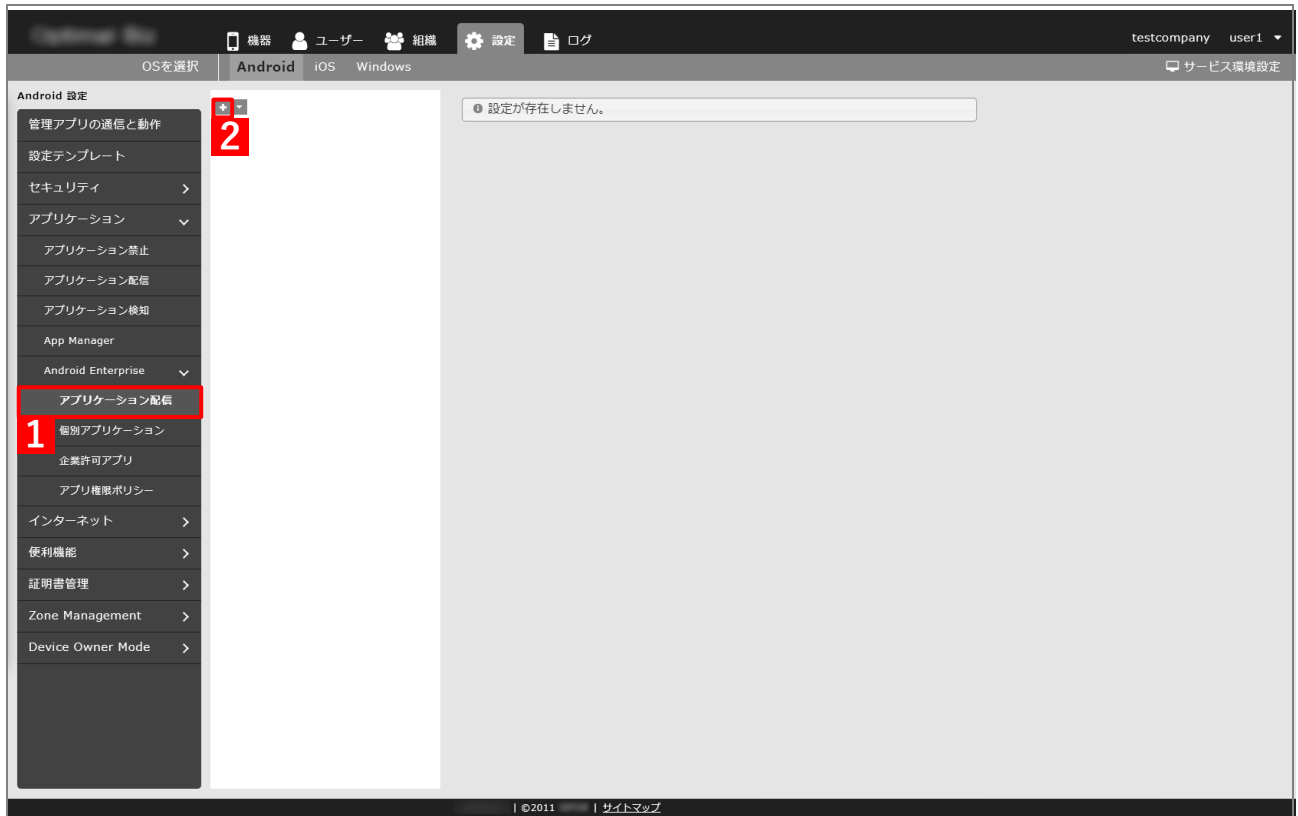 機器 ユーザー 組織 設定 ログ testcompany user1
OSを選択 Android iOS Windows サービス環境設定
Android 設定
管理アプリの通信と動作
設定テンプレート
セキュリティ
アプリケーション
アプリケーション禁止
アプリケーション配信
アプリケーション検知
App Manager
Android Enterprise
アプリケーション配信
1
個別アプリケーション
企業許可アプリ
アプリ権限ポリシー
インターネット
便利機能
証明書管理
Zone Management
Device Owner Mode
2
設定が存在しません。
| ©2011 | サイトマップ